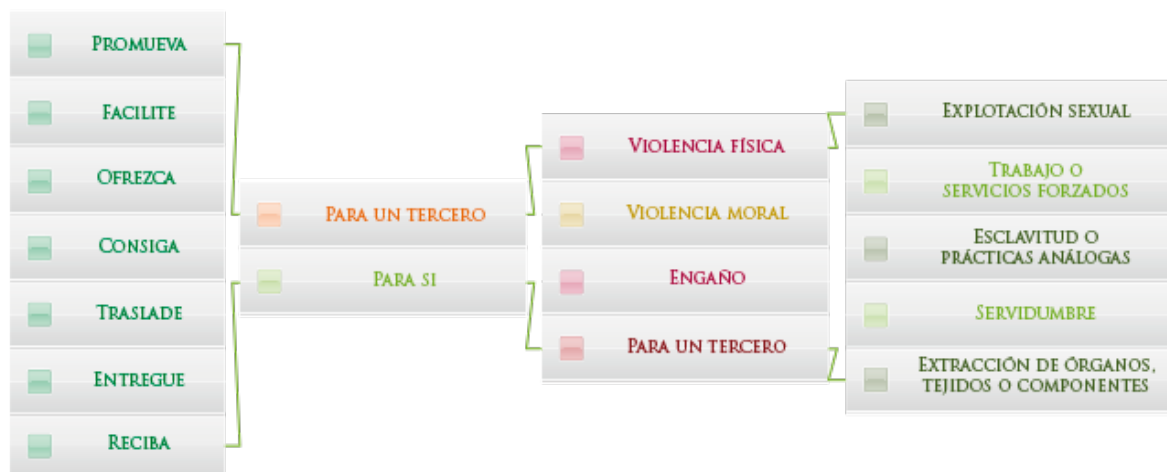 Promueva
Facilite
Ofrezca
Consiga
Traslade
Entregue
Reciba
Para un tercero
Para si
Violencia física
Violencia moral
Engaño
Para un tercero
Explotación sexual
Trabajo o
servicios forzados
Esclavitud o
prácticas análogas
Servidumbre
Extracción de órganos,
tejidos o componentes